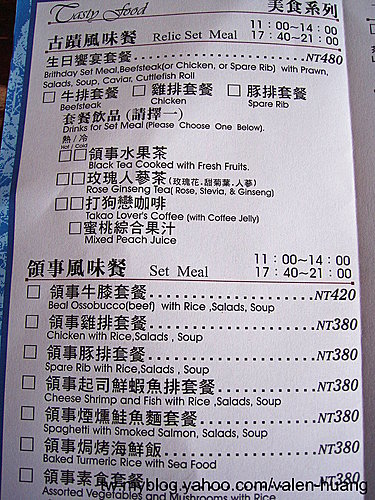 Tasty Food 美食系列
古蹟風味餐 Relic Set Meal 11：00~14：00
17：40~21：00
生日饗宴套餐 NT480
Brithday Set Meal,Beefsteak(or Chicken, or Spare Rib) with Prawn,
Salads, Soup, Caviar, Cuttlefish Roll
□ 牛排套餐 □ 雞排套餐 □ 豚排套餐
Beefsteak Chicken Spare Rib
套餐飲品 (請擇一)
Drinks for Set Meal (Please Choose One Below).
熱 / 冷
Hot / Cold
□□領事水果茶
Black Tea Cooked with Fresh Fruits.
□□玫瑰人蔘茶 (玫瑰花.甜菊葉.人蔘)
Rose Ginseng Tea( Rose, Stevia, & Ginseng)
□□打狗戀咖啡
Takao Lover's Coffee (with Coffee Jelly)
□蜜桃綜合果汁
Mixed Peach Juice
領事風味餐 Set Meal 11：00~14：00
17：40~21：00
□ 領事牛膝套餐 NT420
Beal Ossobucco(beef) with Rice ,Salads, Soup
□ 領事雞排套餐 NT380
Chicken with Rice,Salads , Soup
□ 領事豚排套餐 NT380
Spare Rib with Rice,Salads , Soup
□ 領事起司鮮蝦魚排套餐 NT380
Cheese Shrimp and Fish with Rice ,Salads, Soup
□ 領事煙燻鮭魚麵套餐 NT380
Spaghetti with Smoked Salmon, Salads, Soup
□ 領事焗烤海鮮飯 NT380
Baked Turmeric Rice with Sea Food
□ 領事素食套餐 NT380
Assorted Vegetables and Mushrooms with Rice
tw.myblog.yahoo.com/valen-huang